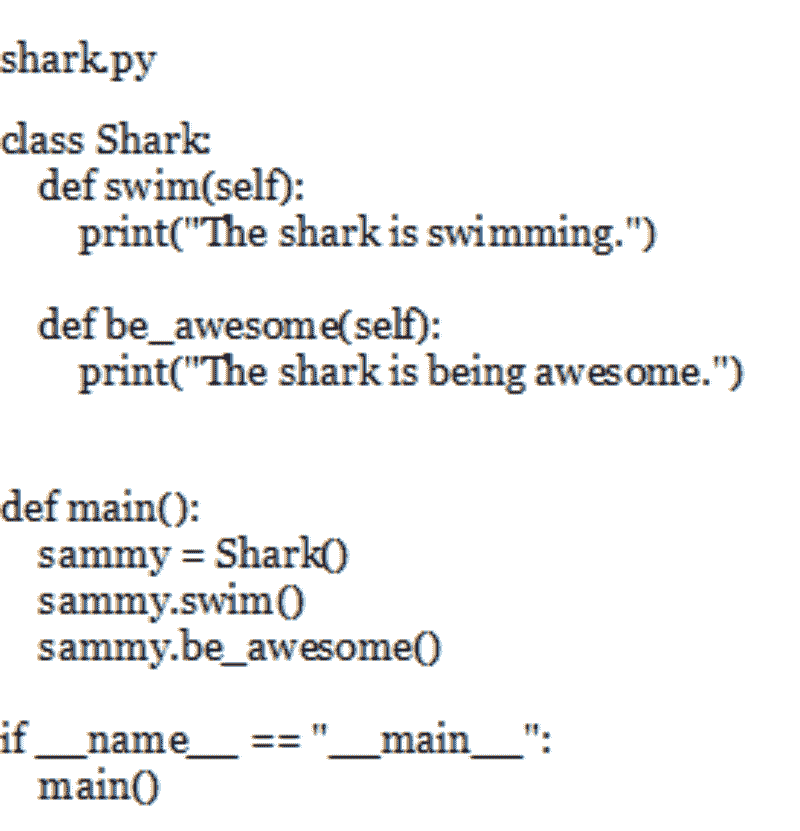 shark.py
class Shark:
    def swim(self):
        print("The shark is swimming.")
    def be_awesome(self):
        print("The shark is being awesome.")
def main():
    sammy = Shark()
    sammy.swim()
    sammy.be_awesome()
if __name__ == "__main__":
    main()